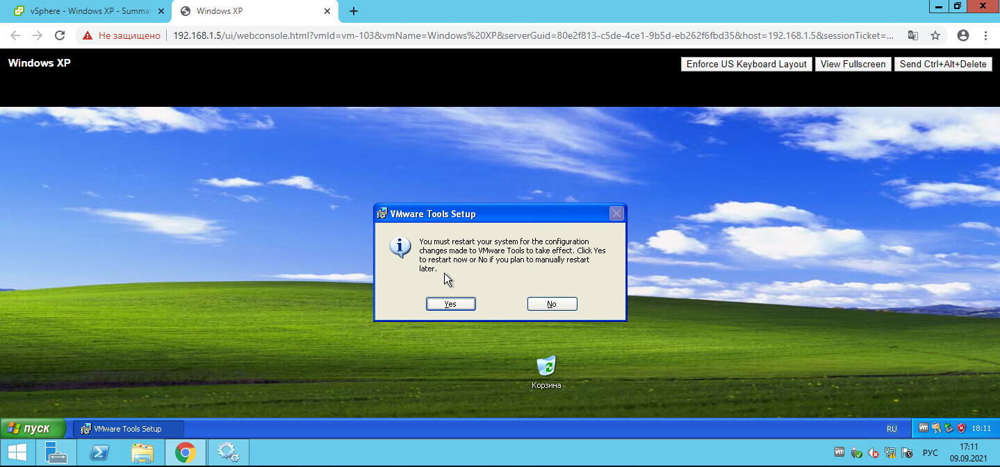 vSphere - Windows XP - Summar
Windows XP
Не защищено
192.168.1.5/ui/webconsole.html?vmId=vm-103&vmName=Windows%20XP&serverGuid=80e2f813-c5de-4ce1-9b5d-eb262f6fbd35&host=192.168.1.5&sessionTicket=...
Windows XP
Enforce US Keyboard Layout
View Fullscreen
Send Ctrl+Alt+Delete
VMware Tools Setup
You must restart your system for the configuration
changes made to VMware Tools to take effect. Click Yes
to restart now or No if you plan to manually restart
later.
Yes
No
Корзина
пуск
VMware Tools Setup
RU
18:11
РУС
17:11
09.09.2021